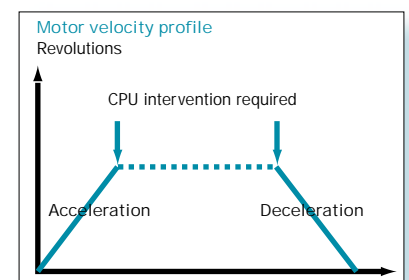 Motor velocity profile
Revolutions
CPU intervention required
Acceleration
Deceleration